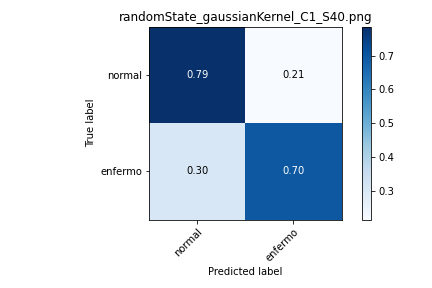 randomState_gaussianKernel_C1_S40.png
True label
normal
enfermo
0.79
0.21
0.30
0.70
0.7
0.6
0.5
0.4
0.3
normal
enfermo
Predicted label